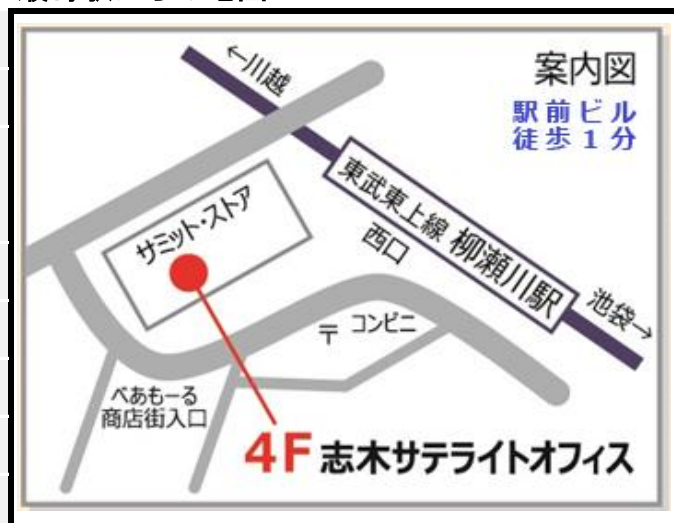 案内図
駅前ビル
徒歩1分
←川越
東武東上線 柳瀬川駅
西口
池袋→
サミット・ストア
〒 コンビニ
べあもーる
商店街入口
4F 志木サテライトオフィス